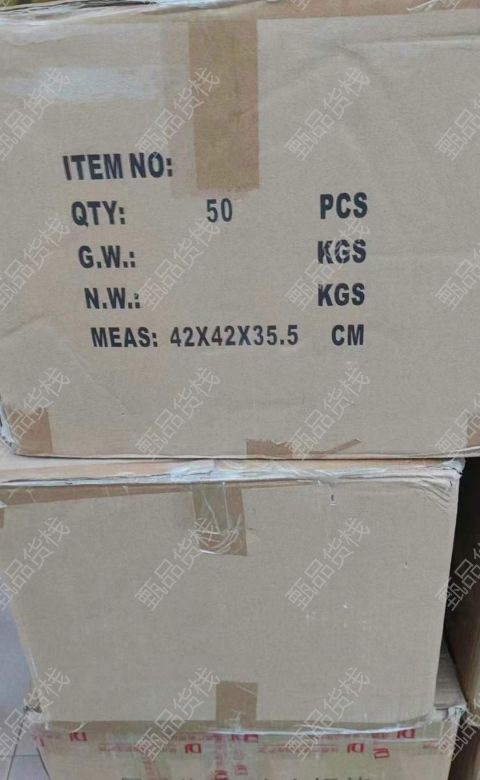 ITEM NO:
QTY: 50 PCS
G.W.: KGS
N.W.: KGS
MEAS: 42X42X35.5 CM
甄品货栈